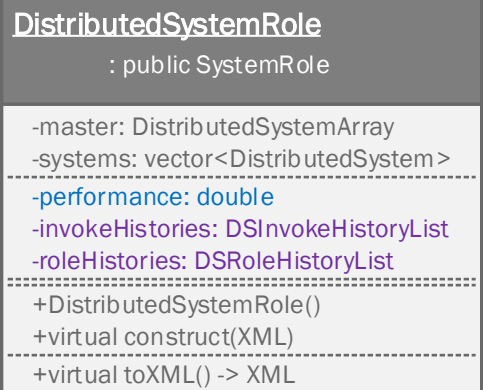 DistributedSystemRole
: public SystemRole
-master: DistributedSystemArray
-systems: vector<DistributedSystem>
-performance: double
-invokeHistories: DSInvokeHistoryList
-roleHistories: DSRoleHistoryList
+DistributedSystemRole()
+virtual construct(XML)
+virtual toXML() -> XML